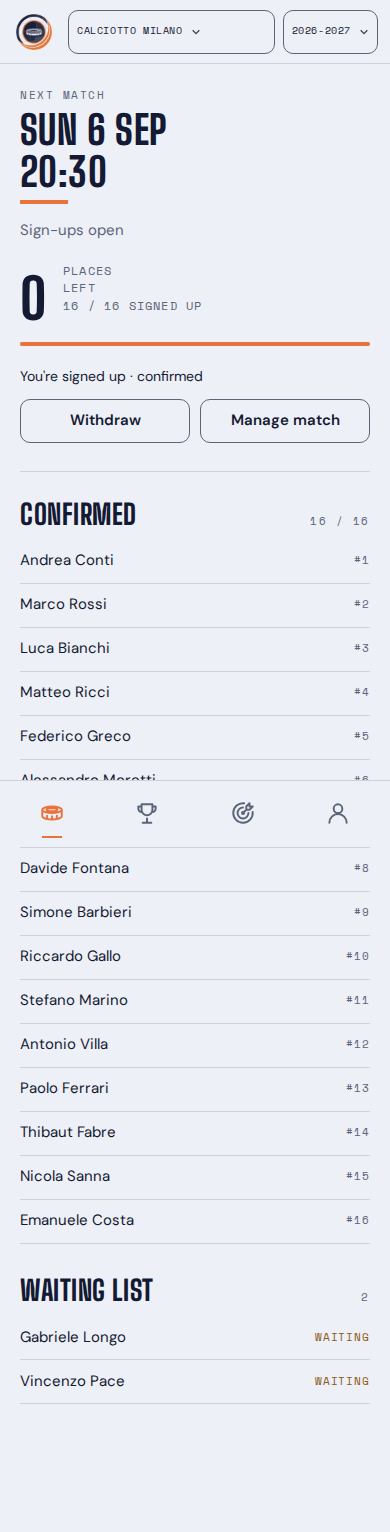 CALCIOTTO MILANO
2026-2027
NEXT MATCH
SUN 6 SEP
20:30
Sign-ups open
0
PLACES
LEFT
16 / 16 SIGNED UP
You're signed up · confirmed
Withdraw
Manage match
CONFIRMED
16 / 16
Andrea Conti
#1
Marco Rossi
#2
Luca Bianchi
#3
Matteo Ricci
#4
Federico Greco
#5
Alessandro Moretti
#6
Davide Fontana
#8
Simone Barbieri
#9
Riccardo Gallo
#10
Stefano Marino
#11
Antonio Villa
#12
Paolo Ferrari
#13
Thibaut Fabre
#14
Nicola Sanna
#15
Emanuele Costa
#16
WAITING LIST
2
Gabriele Longo
WAITING
Vincenzo Pace
WAITING